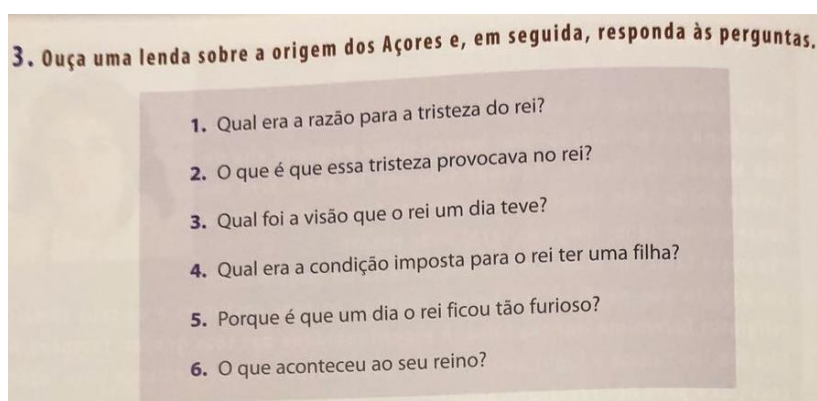 3. Ouça uma lenda sobre a origem dos Açores e, em seguida, responda às perguntas.
1. Qual era a razão para a tristeza do rei?
2. O que é que essa tristeza provocava no rei?
3. Qual foi a visão que o rei um dia teve?
4. Qual era a condição imposta para o rei ter uma filha?
5. Porque é que um dia o rei ficou tão furioso?
6. O que aconteceu ao seu reino?